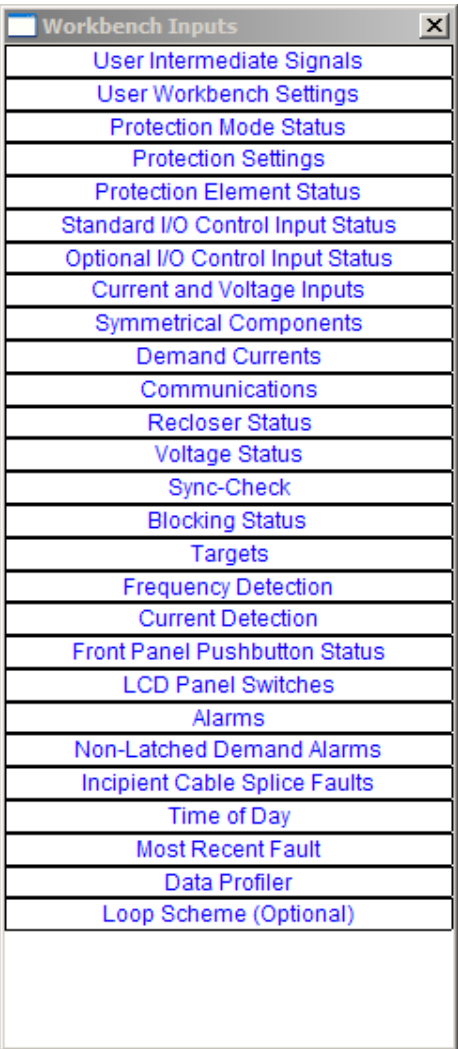 Workbench Inputs
User Intermediate Signals
User Workbench Settings
Protection Mode Status
Protection Settings
Protection Element Status
Standard I/O Control Input Status
Optional I/O Control Input Status
Current and Voltage Inputs
Symmetrical Components
Demand Currents
Communications
Recloser Status
Voltage Status
Sync-Check
Blocking Status
Targets
Frequency Detection
Current Detection
Front Panel Pushbutton Status
LCD Panel Switches
Alarms
Non-Latched Demand Alarms
Incipient Cable Splice Faults
Time of Day
Most Recent Fault
Data Profiler
Loop Scheme (Optional)